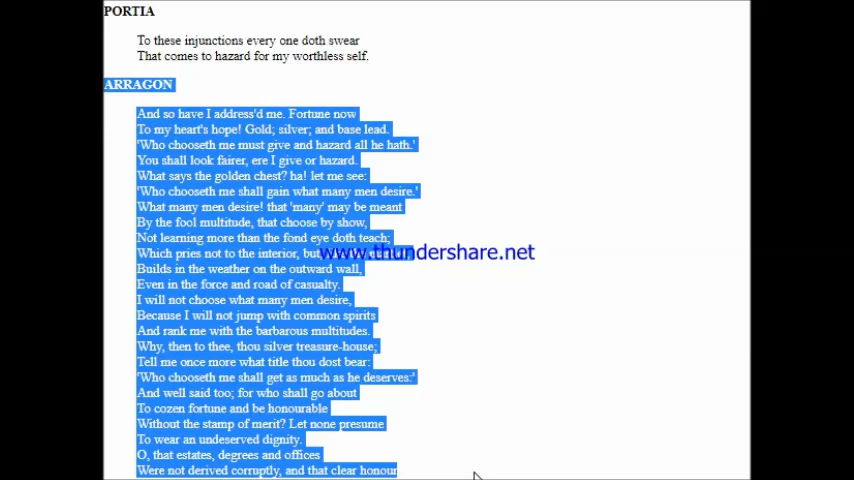 PORTIA
To these injunctions every one doth swear
That comes to hazard for my worthless self.
ARRAGON
And so have I address'd me. Fortune now
To my heart's hope! Gold; silver; and base lead.
'Who chooseth me must give and hazard all he hath.'
You shall look fairer, ere I give or hazard.
What says the golden chest? ha! let me see:
'Who chooseth me shall gain what many men desire.'
What many men desire! that 'many' may be meant
By the fool multitude, that choose by show,
Not learning more than the fond eye doth teach;
Which pries not to the interior, but,
www.thundershare.net
Builds in the weather on the outward wall,
Even in the force and road of casualty.
I will not choose what many men desire,
Because I will not jump with common spirits
And rank me with the barbarous multitudes.
Why, then to thee, thou silver treasure-house;
Tell me once more what title thou dost bear:
'Who chooseth me shall get as much as he deserves:'
And well said too; for who shall go about
To cozen fortune and be honourable
Without the stamp of merit? Let none presume
To wear an undeserved dignity.
O, that estates, degrees and offices
Were not derived corruptly, and that clear honour